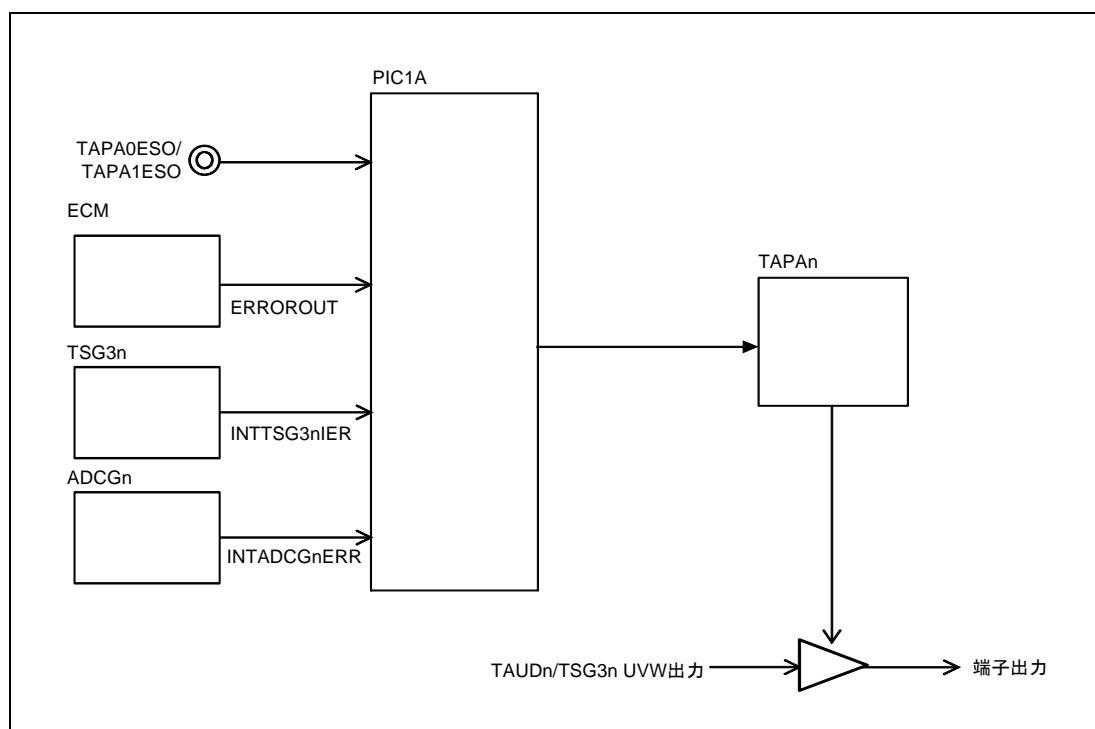 PIC1A
TAPA0ESO/
TAPA1ESO
ECM
ERROROUT
TAPAn
TSG3n
INTTSG3nIER
ADCGn
INTADCGnERR
TAUDn/TSG3n UVW出力
端子出力